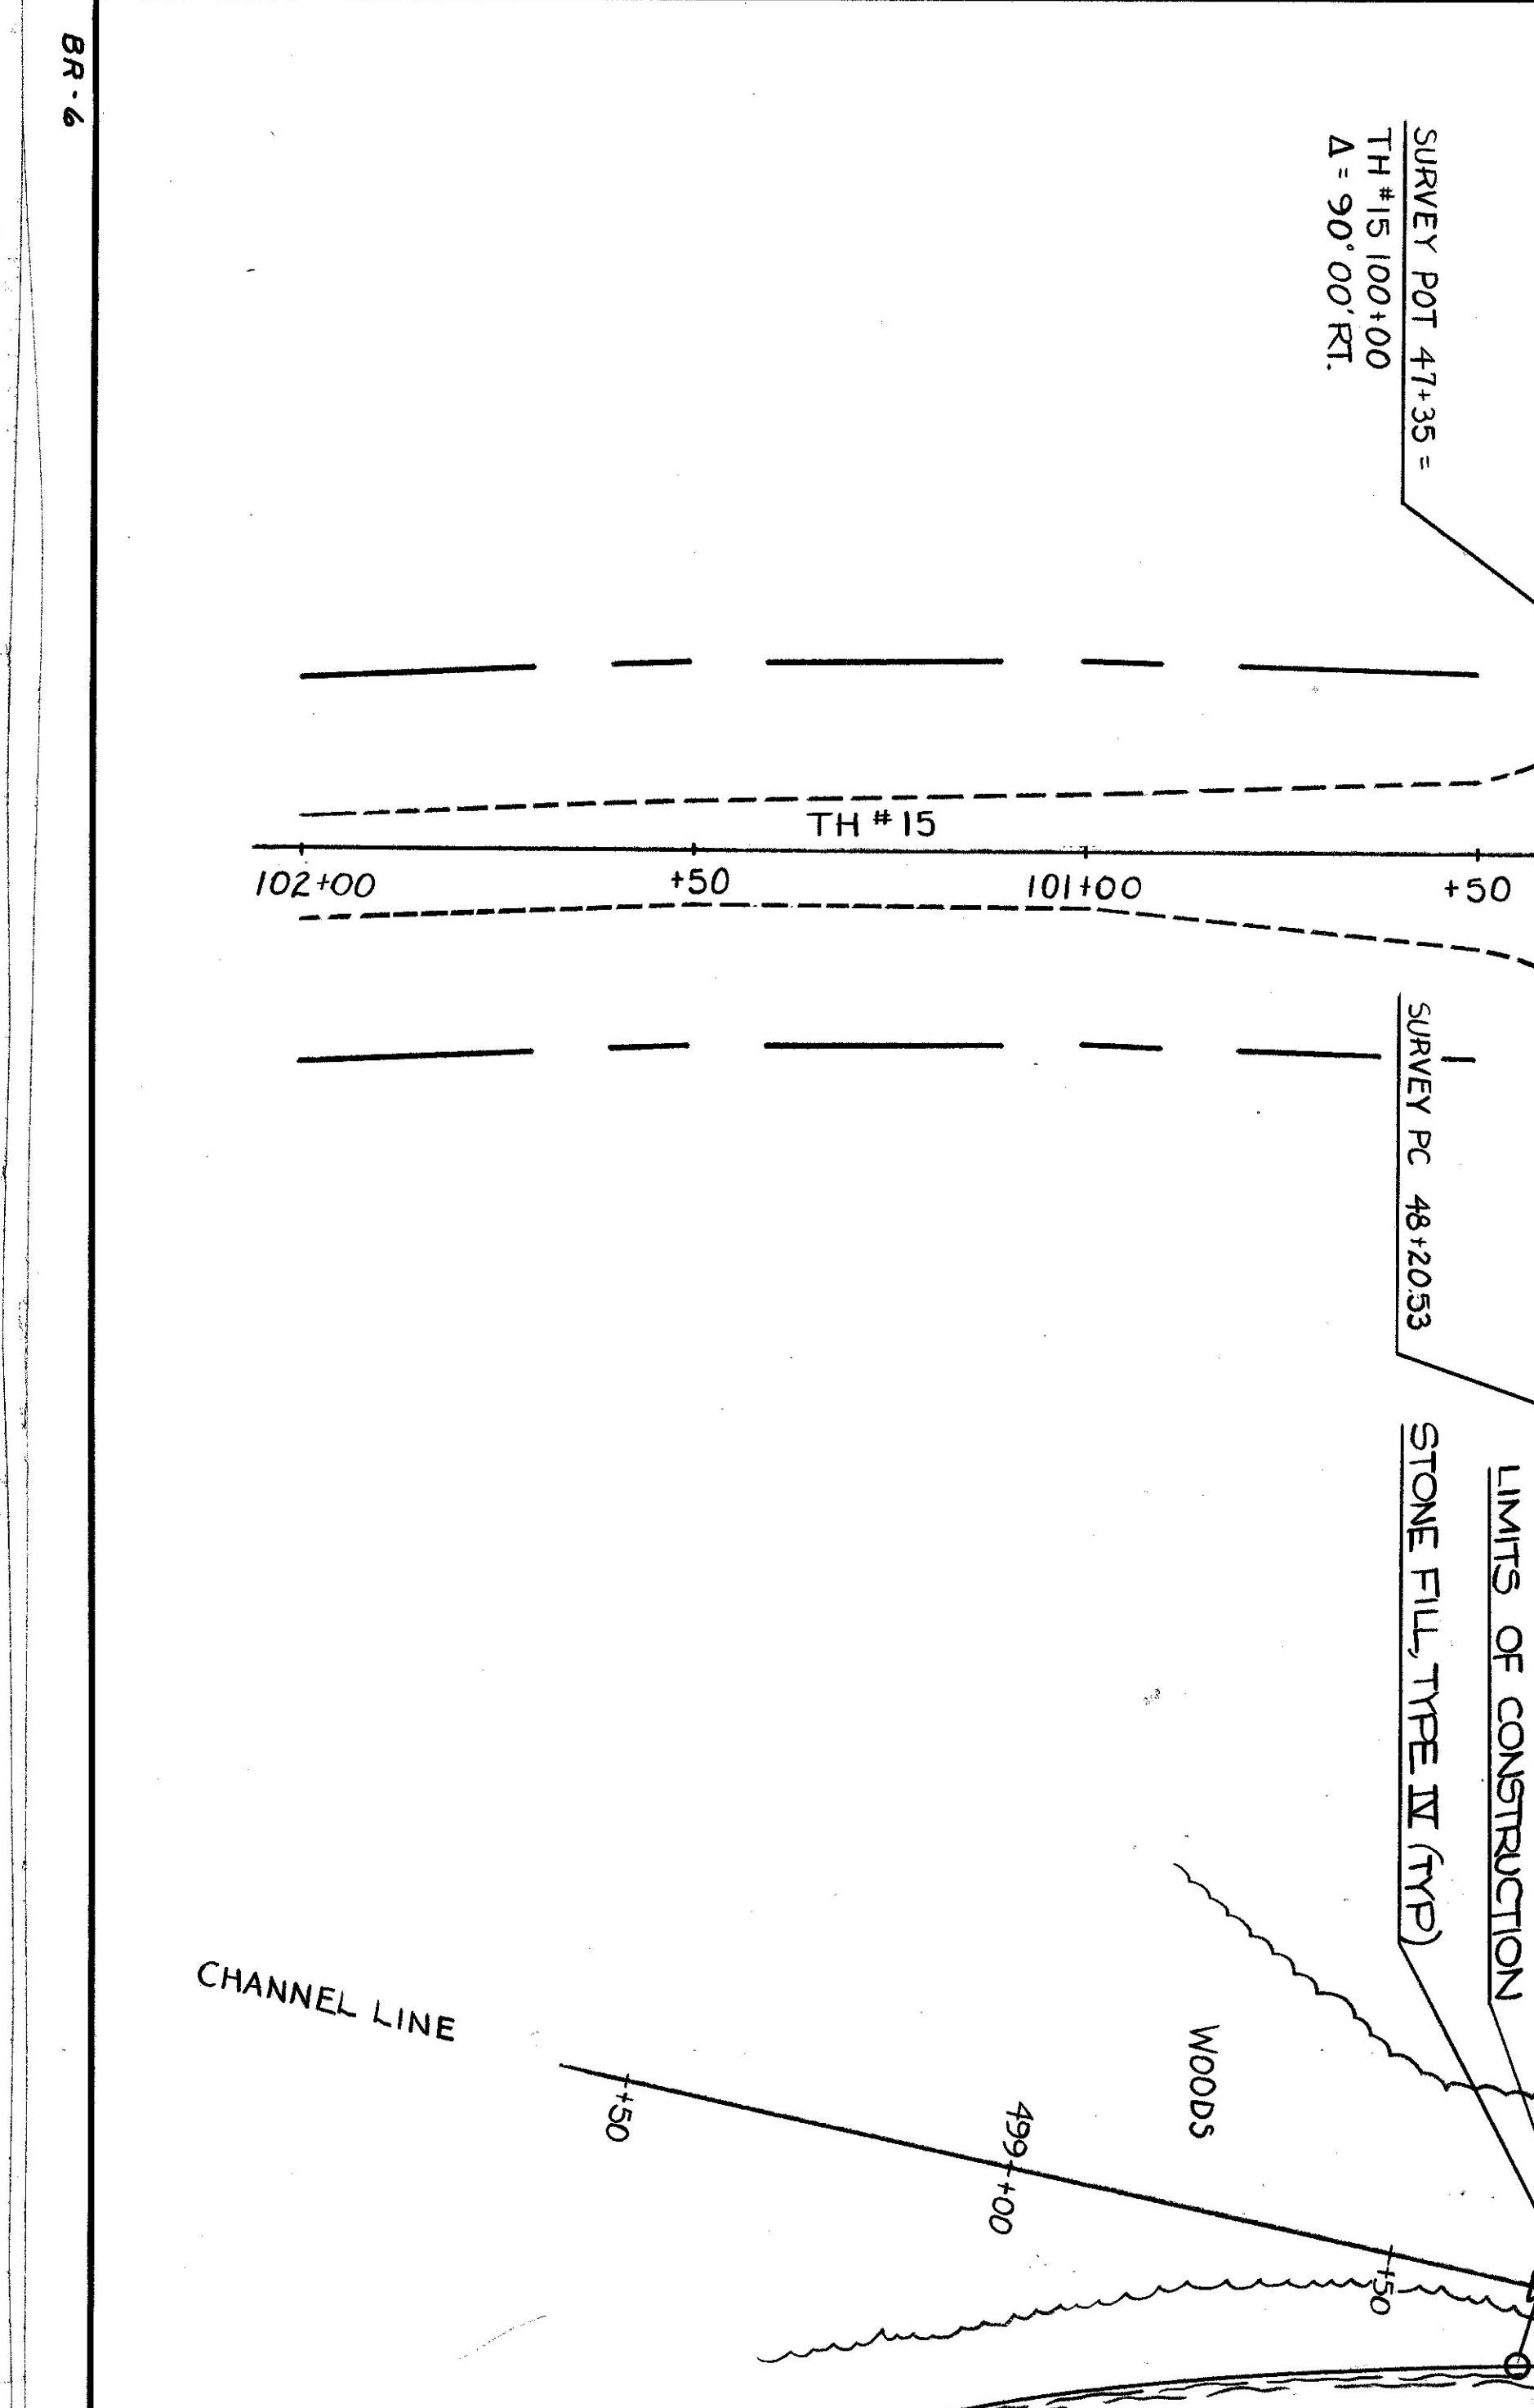 BR-6
SURVEY POT 47+35 =
TH #15 100+00
Δ = 90° 00' RT.
TH #15
102+00
+50
101+00
+50
SURVEY PC 48+20.53
LIMITS OF CONSTRUCTION
STONE FILL, TYPE IV (TYP)
WOODS
CHANNEL LINE
+50
499+00
+50